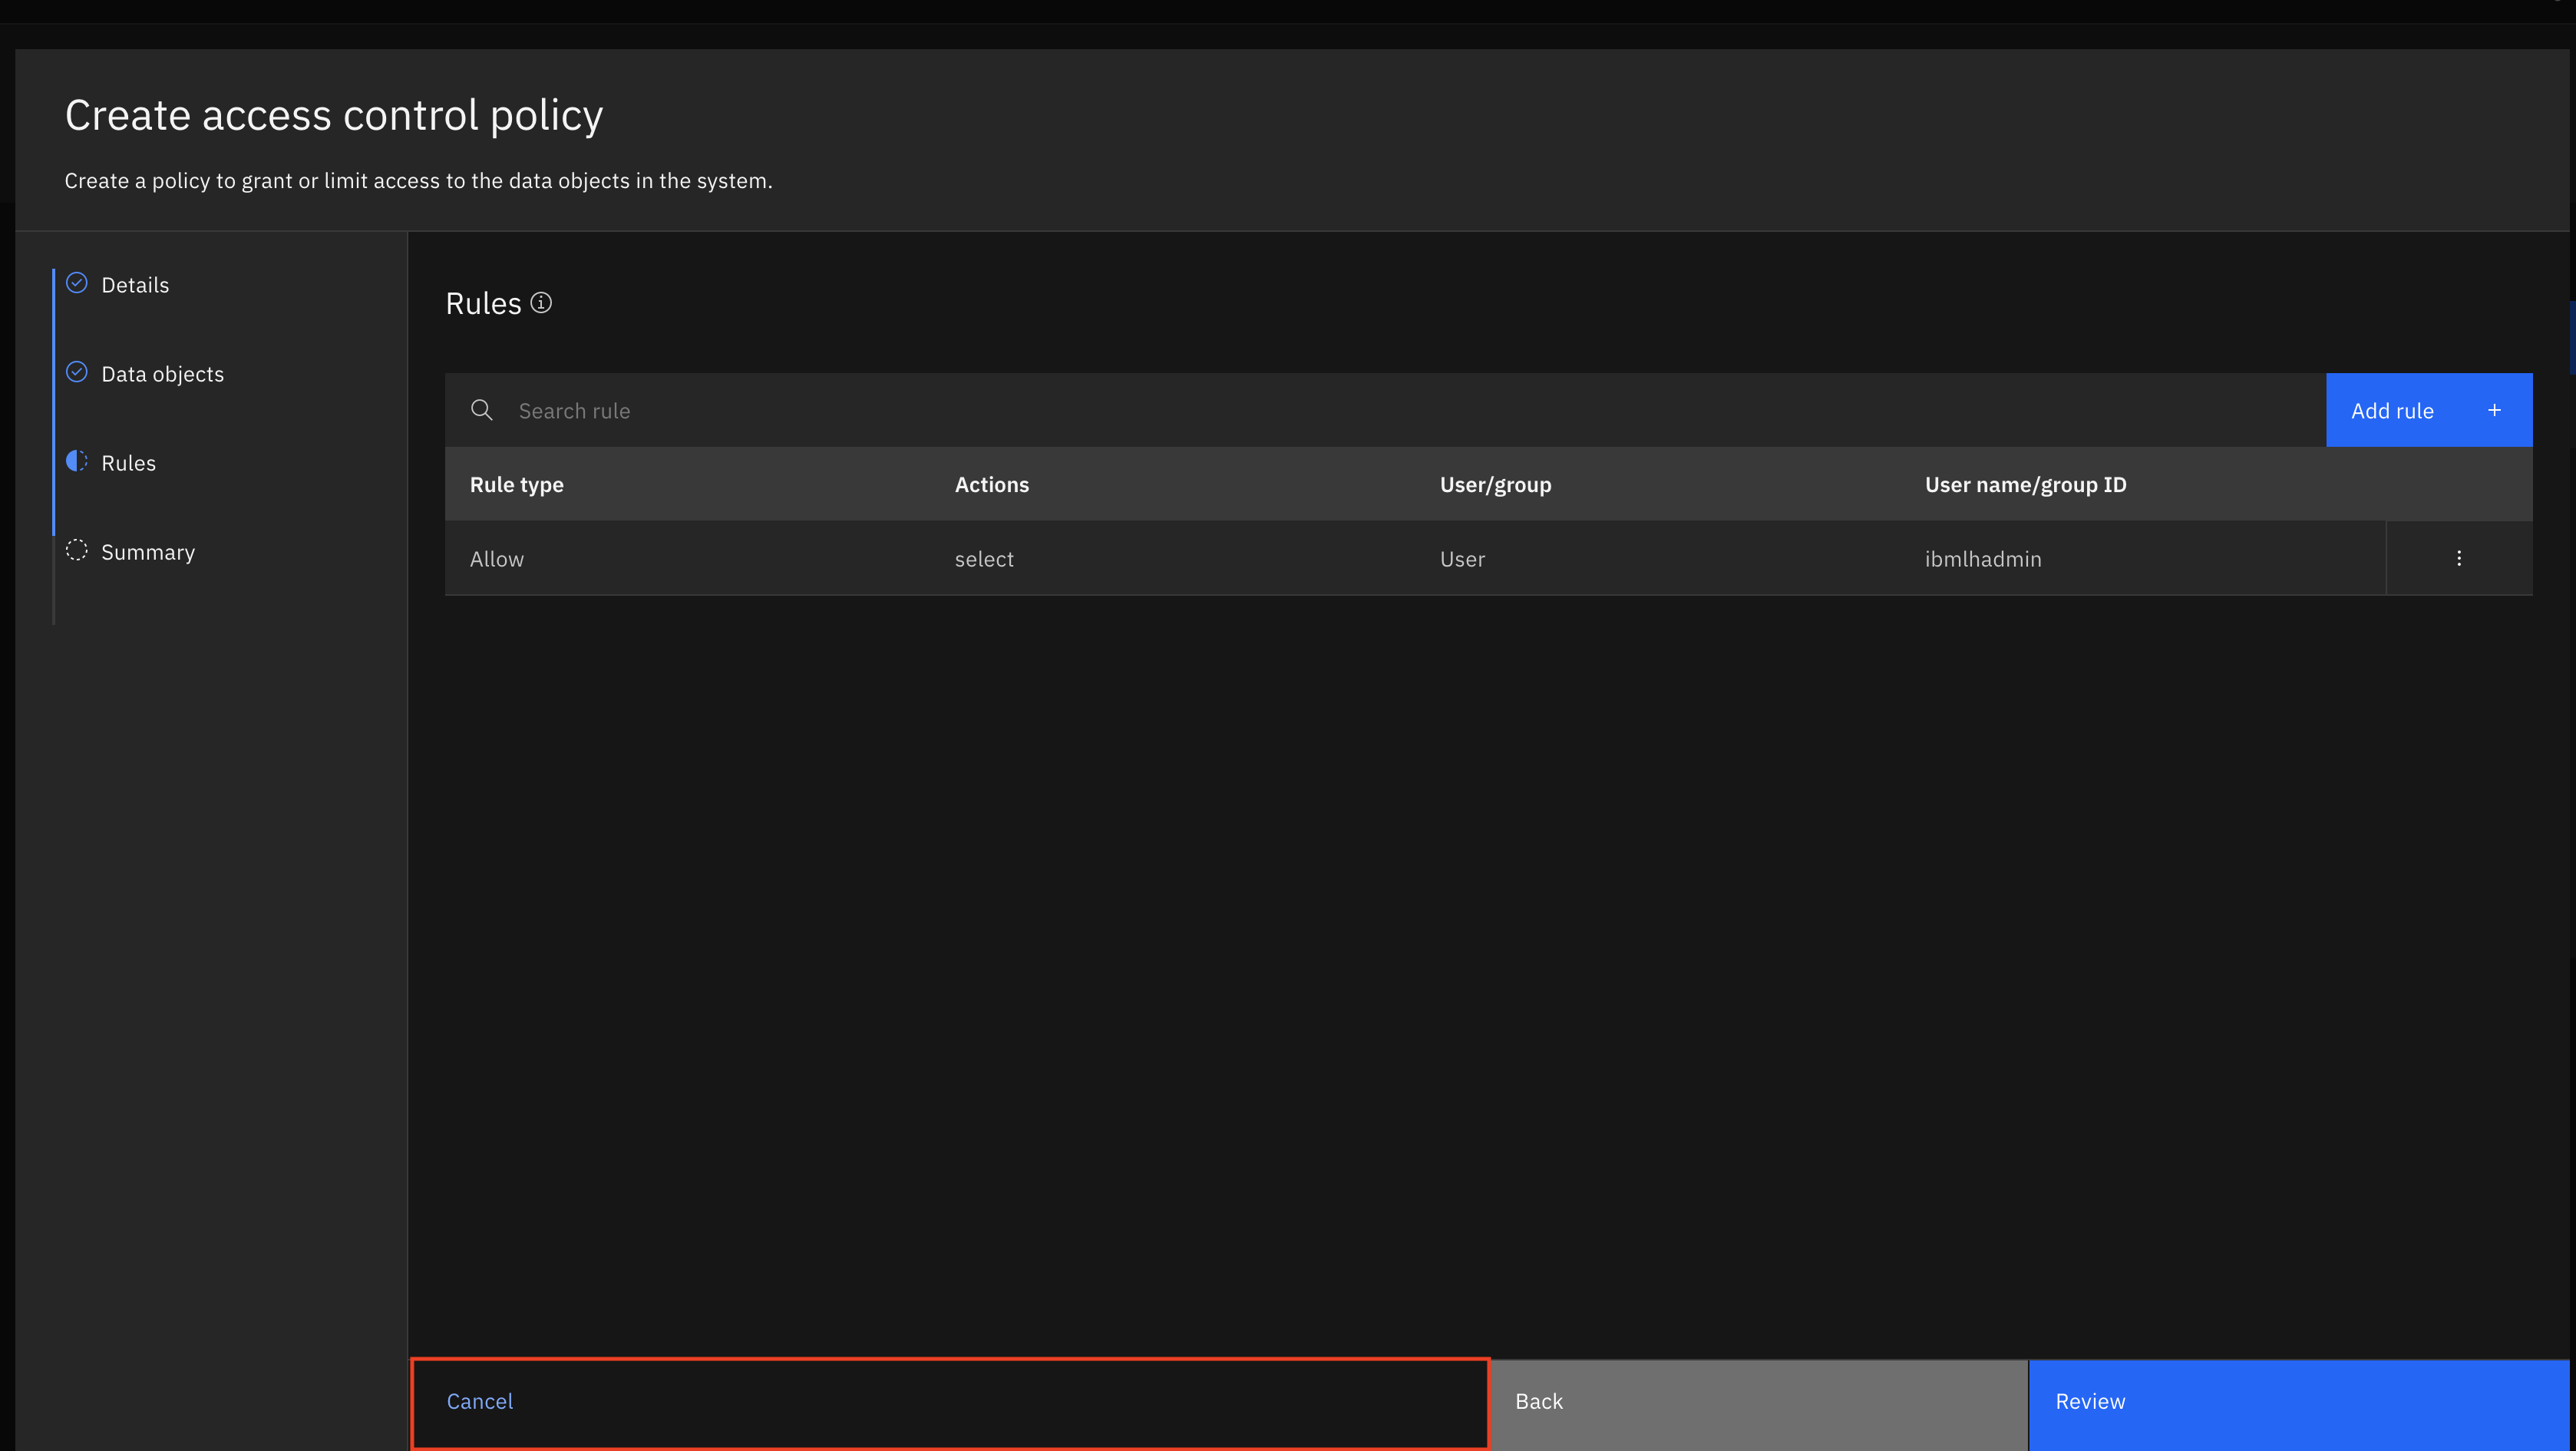 Create access control policy
Create a policy to grant or limit access to the data objects in the system.
Details
Data objects
Rules
Summary
Rules
Search rule
Add rule +
Rule type Actions User/group User name/group ID
Allow select User ibmlhadmin
Cancel
Back
Review